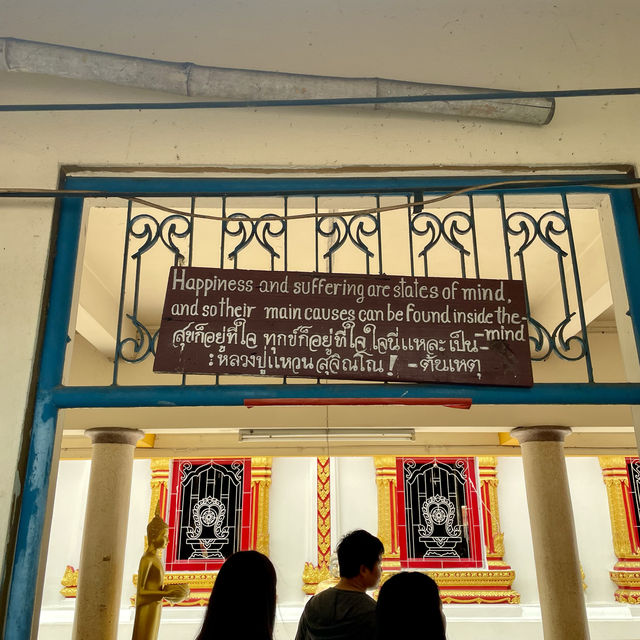 Happiness and suffering are states of mind,
and so their main causes can be found inside the
-mind
สุขก็อยู่ที่ใจ ทุกข์ก็อยู่ที่ใจ ใจนี่แหละเป็น-
: หลวงปู่แหวน สุจิณโณ ! -ต้นเหตุ